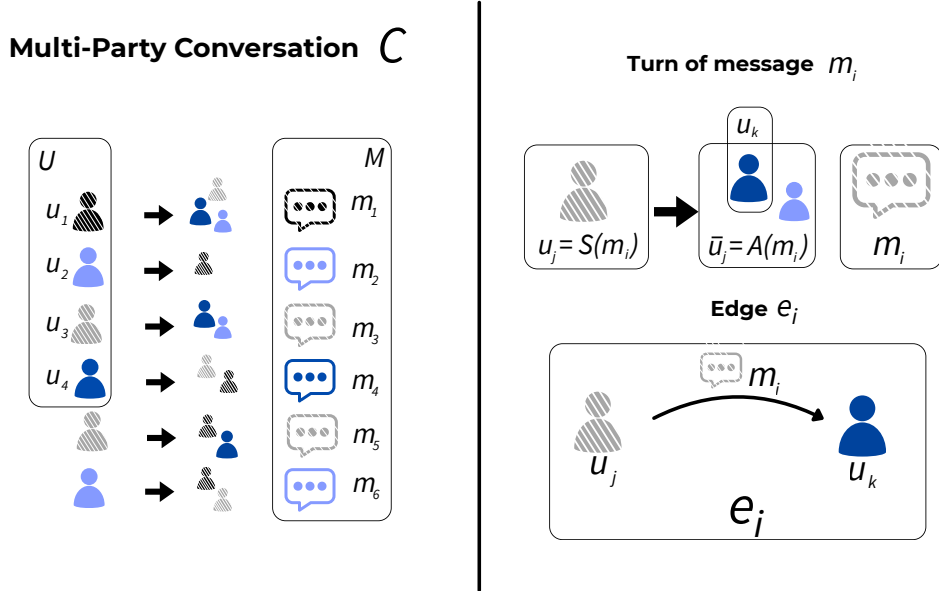 Multi-Party Conversation C
U M
u₁ m₁
u₂ m₂
u₃ m₃
u₄ m₄
m₅
m₆
Turn of message mᵢ
uₖ
uⱼ = S(mᵢ) ūⱼ = A(mᵢ) mᵢ
Edge eᵢ
mᵢ
uⱼ uₖ
eᵢ